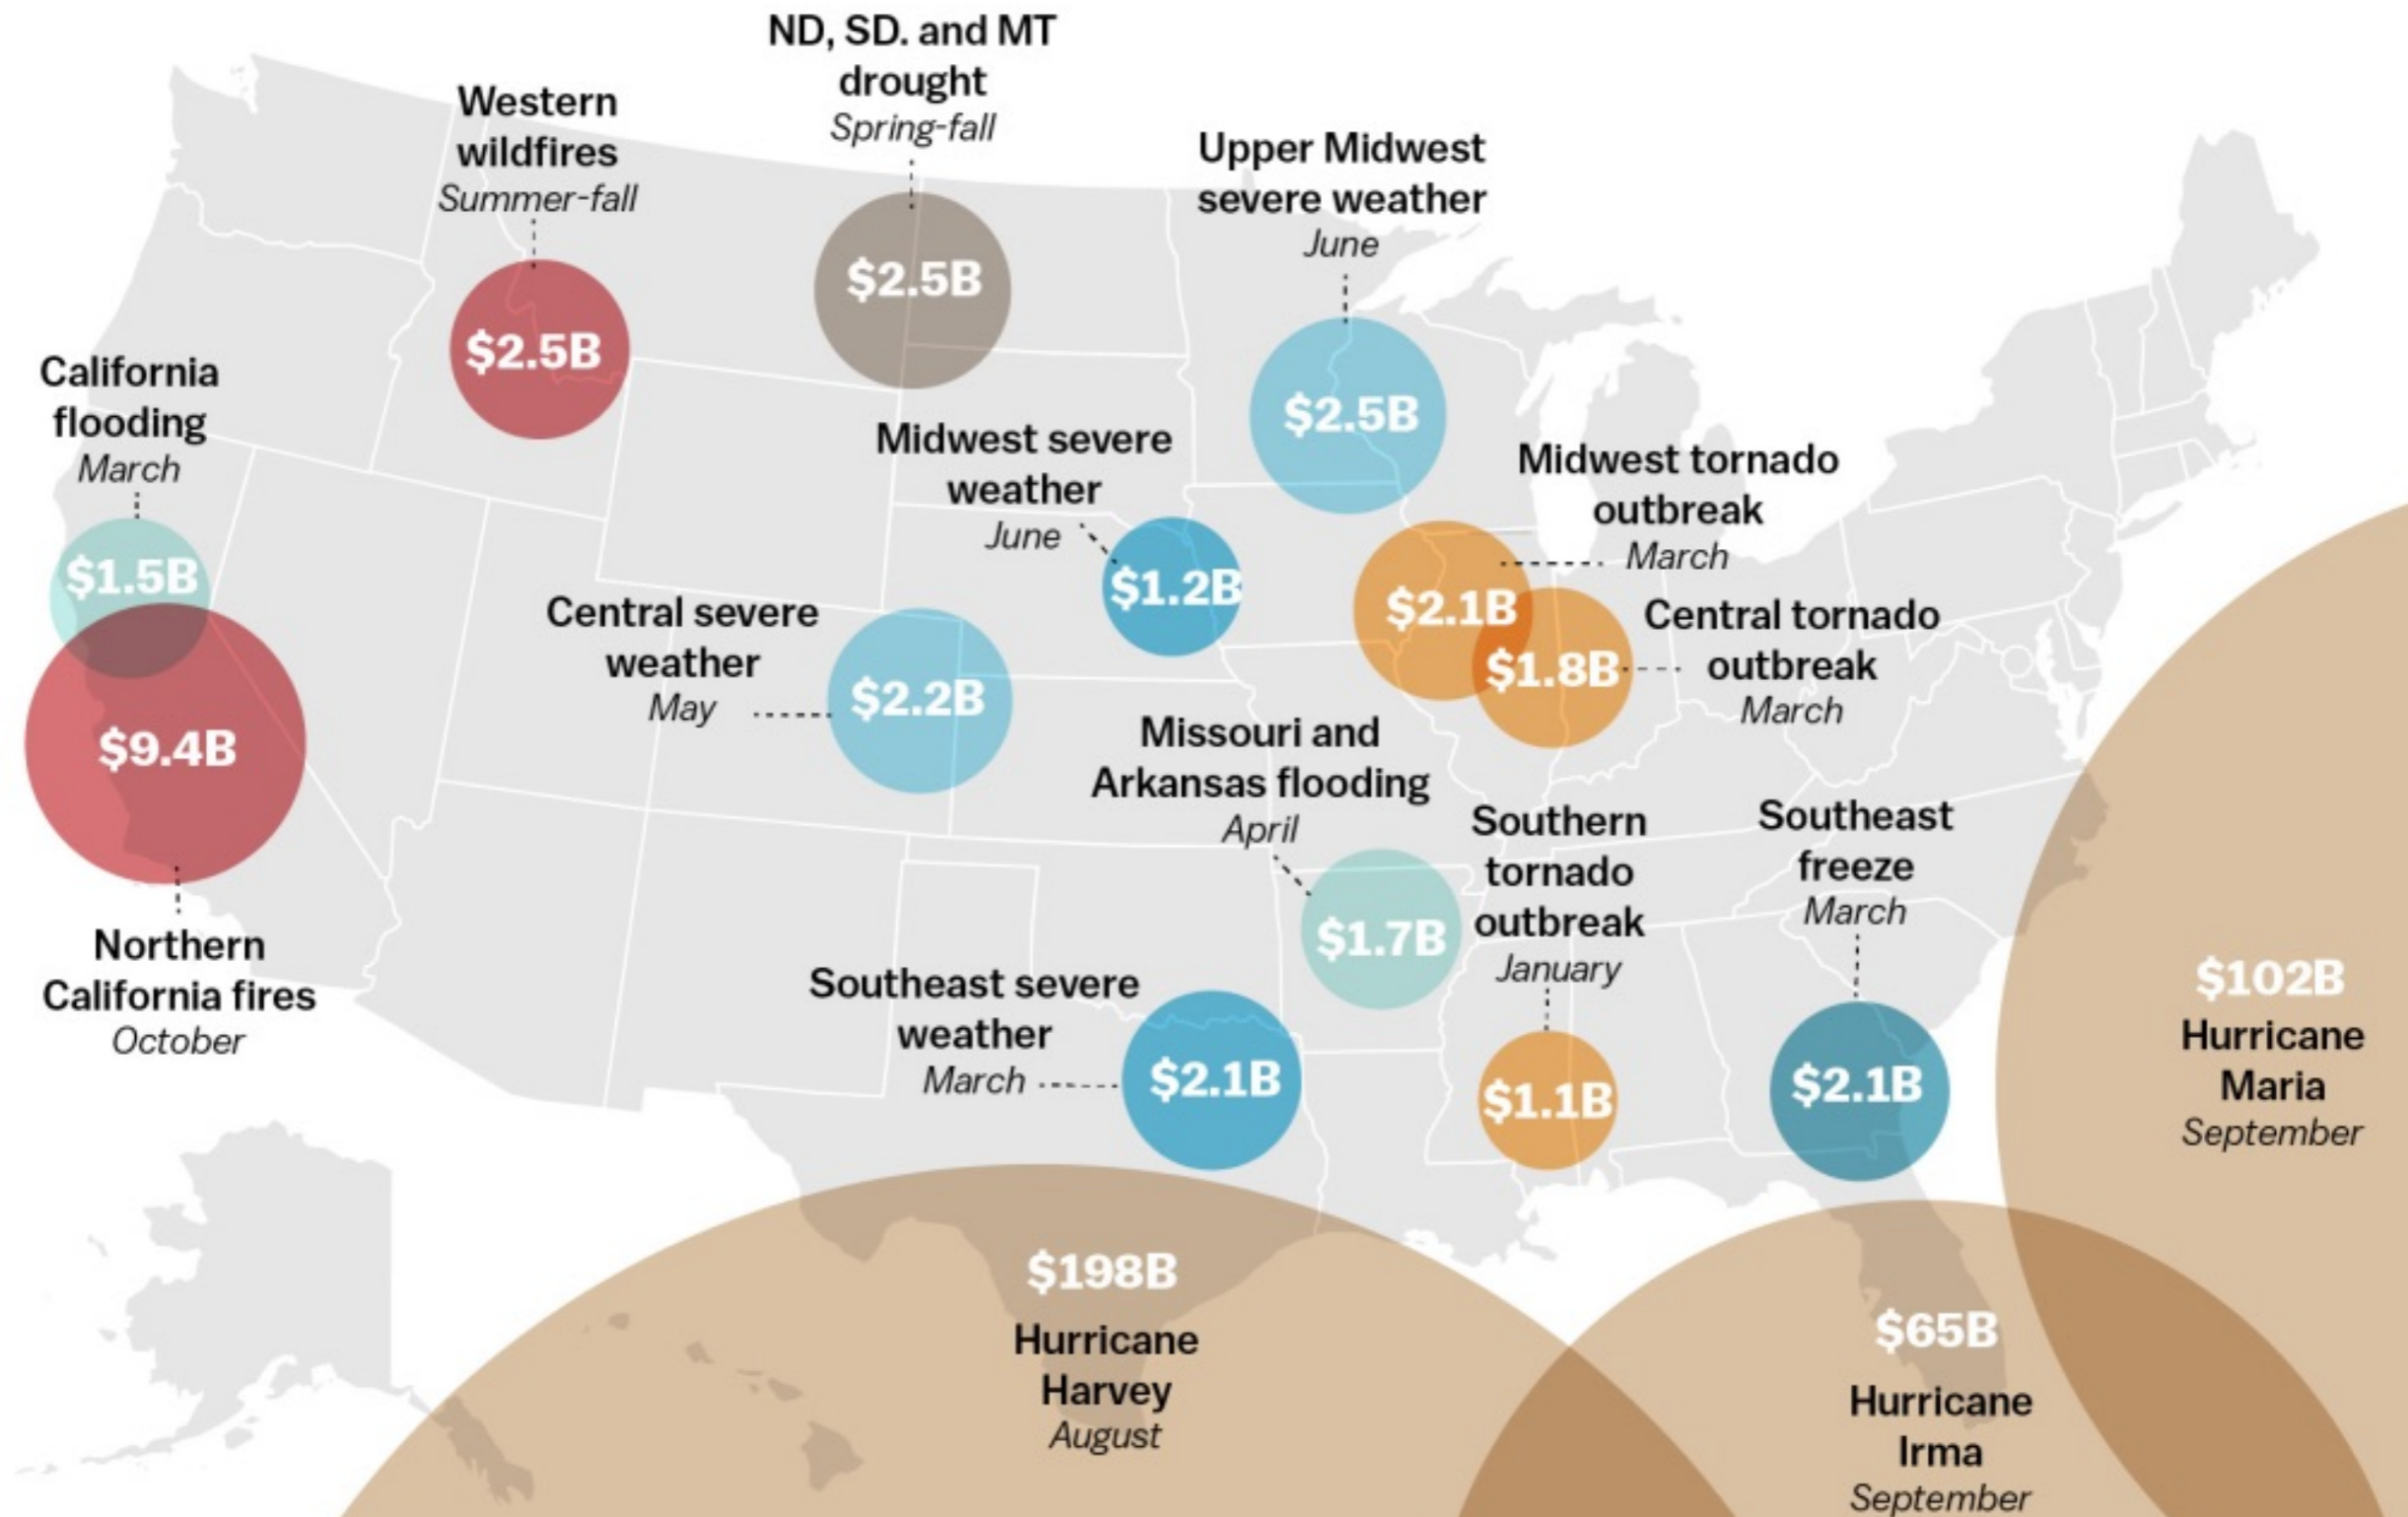 ND, SD. and MT
drought
Spring-fall
$2.5B
Western
wildfires
Summer-fall
$2.5B
Upper Midwest
severe weather
June
$2.5B
California
flooding
March
$1.5B
Midwest severe
weather
June
$1.2B
Midwest tornado
outbreak
March
$2.1B
Central tornado
outbreak
March
$1.8B
Central severe
weather
May
$2.2B
$9.4B
Northern
California fires
October
Missouri and
Arkansas flooding
April
$1.7B
Southern
tornado
outbreak
January
$1.1B
Southeast
freeze
March
$2.1B
Southeast severe
weather
March
$2.1B
$102B
Hurricane
Maria
September
$198B
Hurricane
Harvey
August
$65B
Hurricane
Irma
September